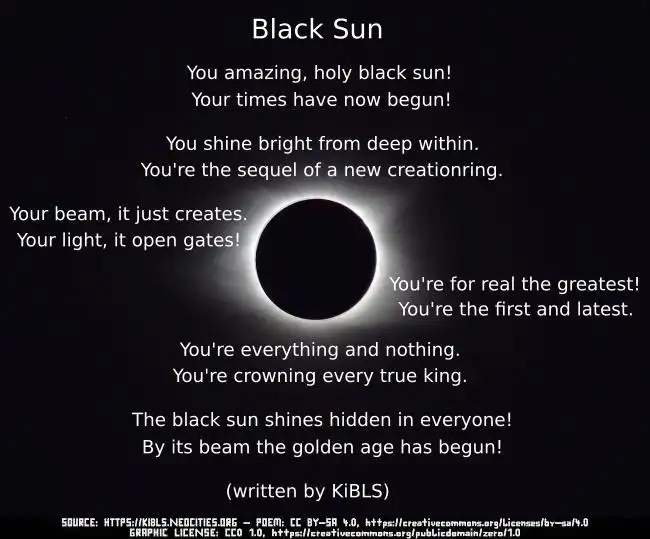 Black Sun
You amazing, holy black sun!
Your times have now begun!
You shine bright from deep within.
You're the sequel of a new creationring.
Your beam, it just creates.
Your light, it open gates!
You're for real the greatest!
You're the first and latest.
You're everything and nothing.
You're crowning every true king.
The black sun shines hidden in everyone!
By its beam the golden age has begun!
(written by KiBLS)
SOURCE: HTTPS://KIBLS.NEOCITIES.ORG – POEM: CC BY–SA 4.0, https://creativecommons.org/licenses/by-sa/4.0
GRAPHIC LICENSE: CC0 1.0, https://creativecommons.org/publicdomain/zero/1.0